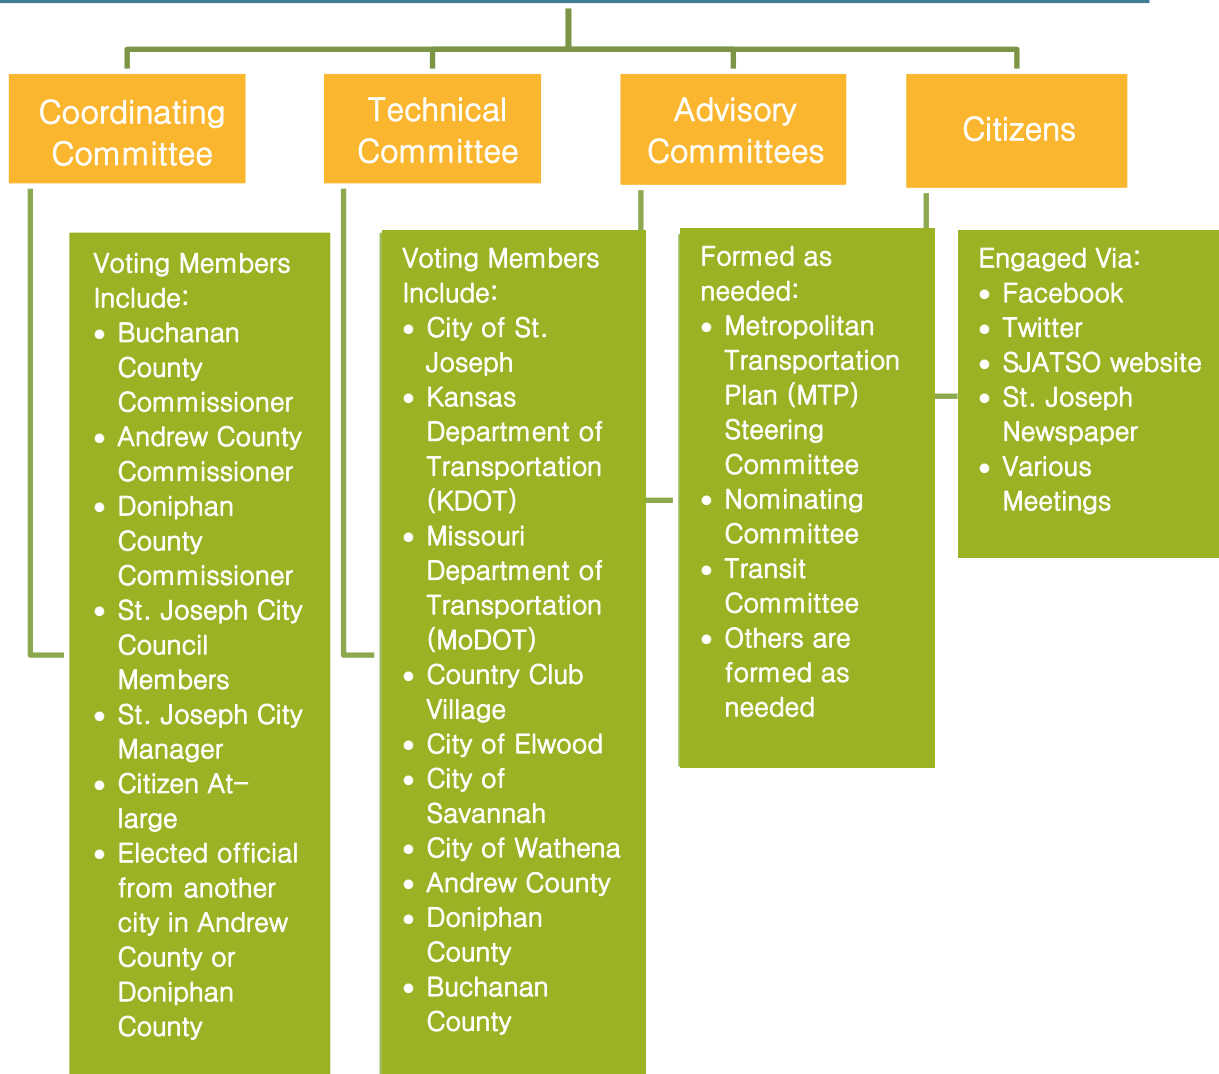 Coordinating
Committee
Voting Members
Include:
• Buchanan
County
Commissioner
• Andrew County
Commissioner
• Doniphan
County
Commissioner
• St. Joseph City
Council
Members
• St. Joseph City
Manager
• Citizen At-
large
• Elected official
from another
city in Andrew
County or
Doniphan
County
Technical
Committee
Voting Members
Include:
• City of St.
Joseph
• Kansas
Department of
Transportation
(KDOT)
• Missouri
Department of
Transportation
(MoDOT)
• Country Club
Village
• City of Elwood
• City of
Savannah
• City of Wathena
• Andrew County
• Doniphan
County
• Buchanan
County
Advisory
Committees
Formed as
needed:
• Metropolitan
Transportation
Plan (MTP)
Steering
Committee
• Nominating
Committee
• Transit
Committee
• Others are
formed as
needed
Citizens
Engaged Via:
• Facebook
• Twitter
• SJATSO website
• St. Joseph
Newspaper
• Various
Meetings